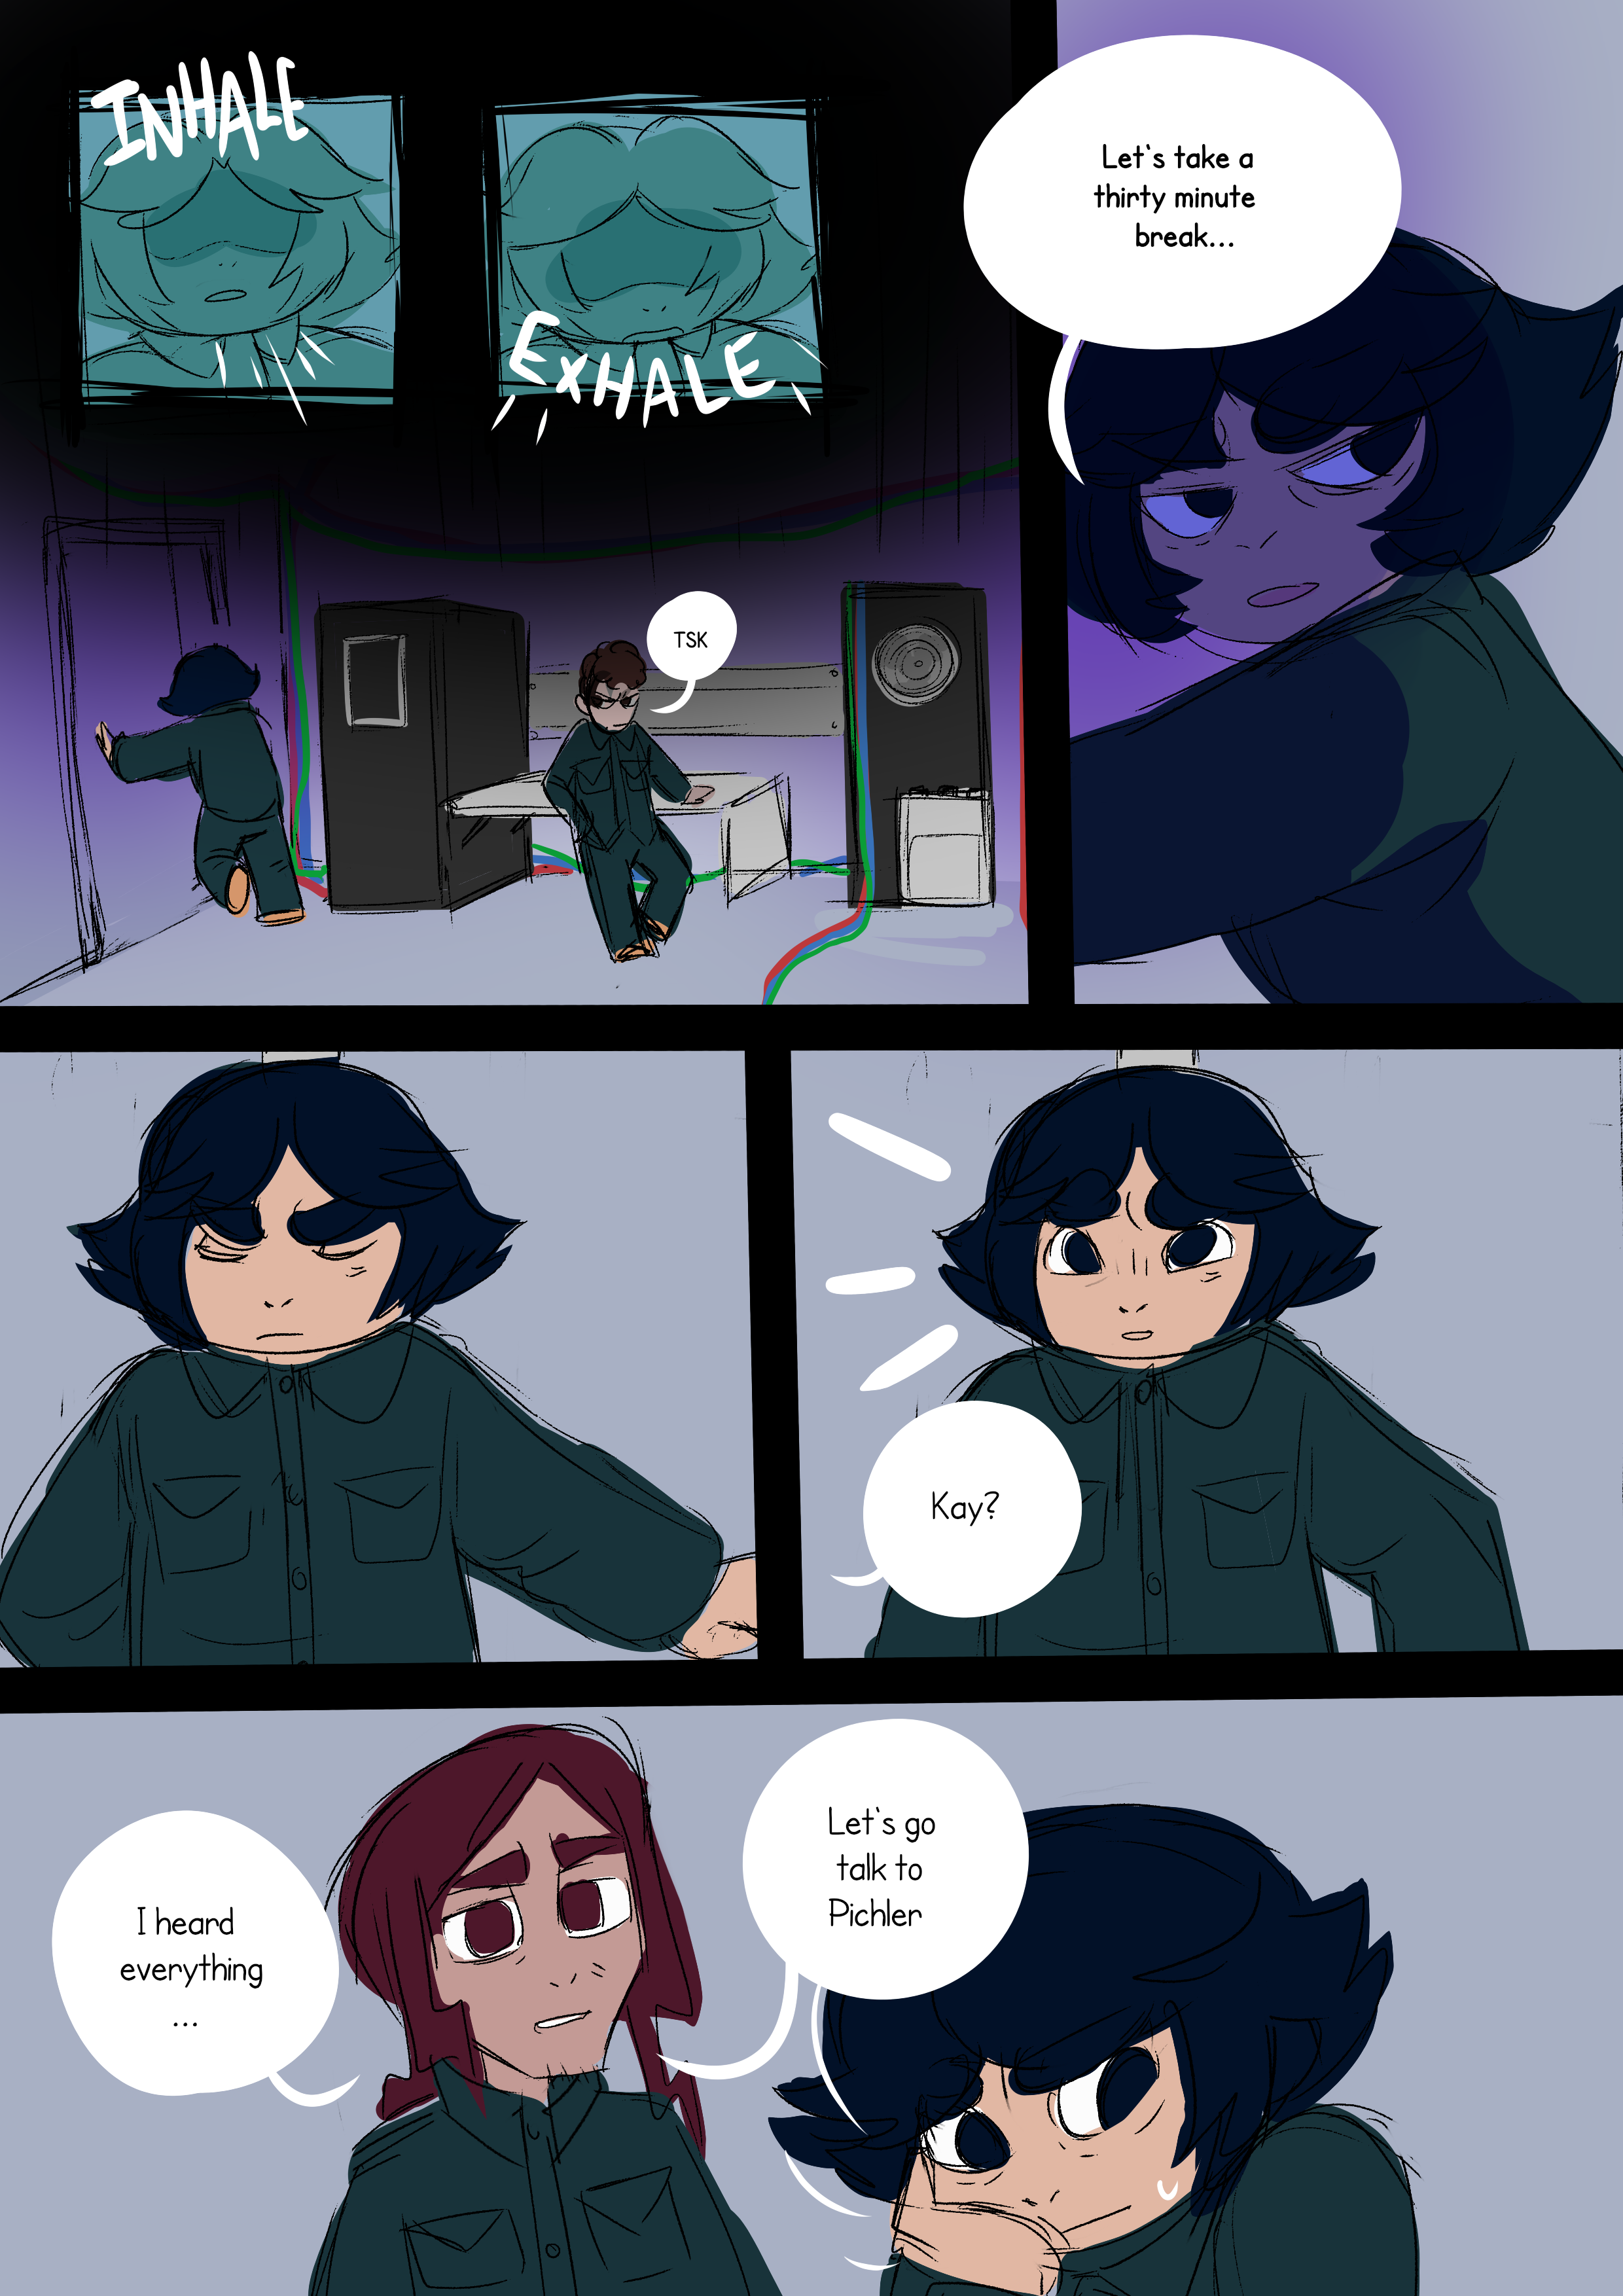 INHALE
EXHALE
TSK
Let's take a
thirty minute
break...
Kay?
I heard
everything
...
Let's go
talk to
Pichler